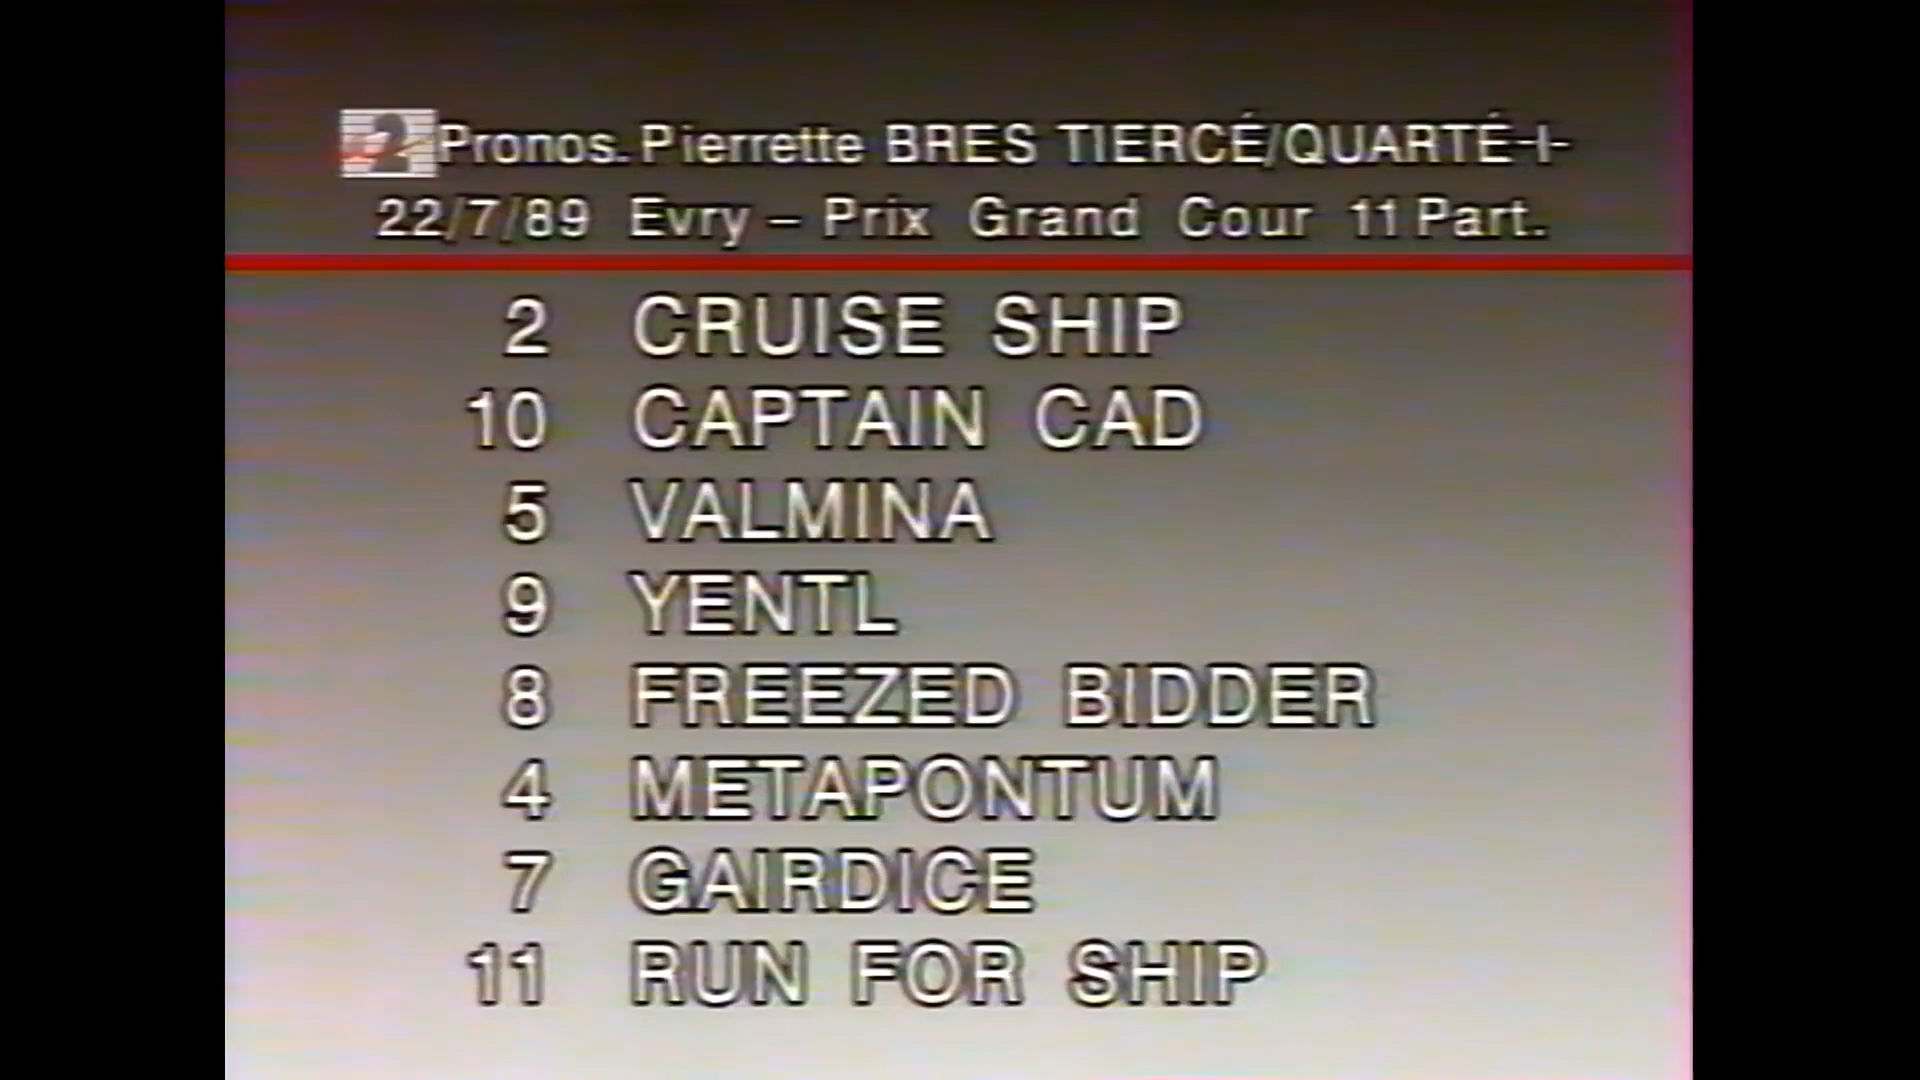 2 Pronos. Pierrette BRES TIERCÉ/QUARTÉ+
22/7/89 Evry – Prix Grand Cour 11 Part.
2 CRUISE SHIP
10 CAPTAIN CAD
5 VALMINA
9 YENTL
8 FREEZED BIDDER
4 METAPONTUM
7 GAIRDICE
11 RUN FOR SHIP